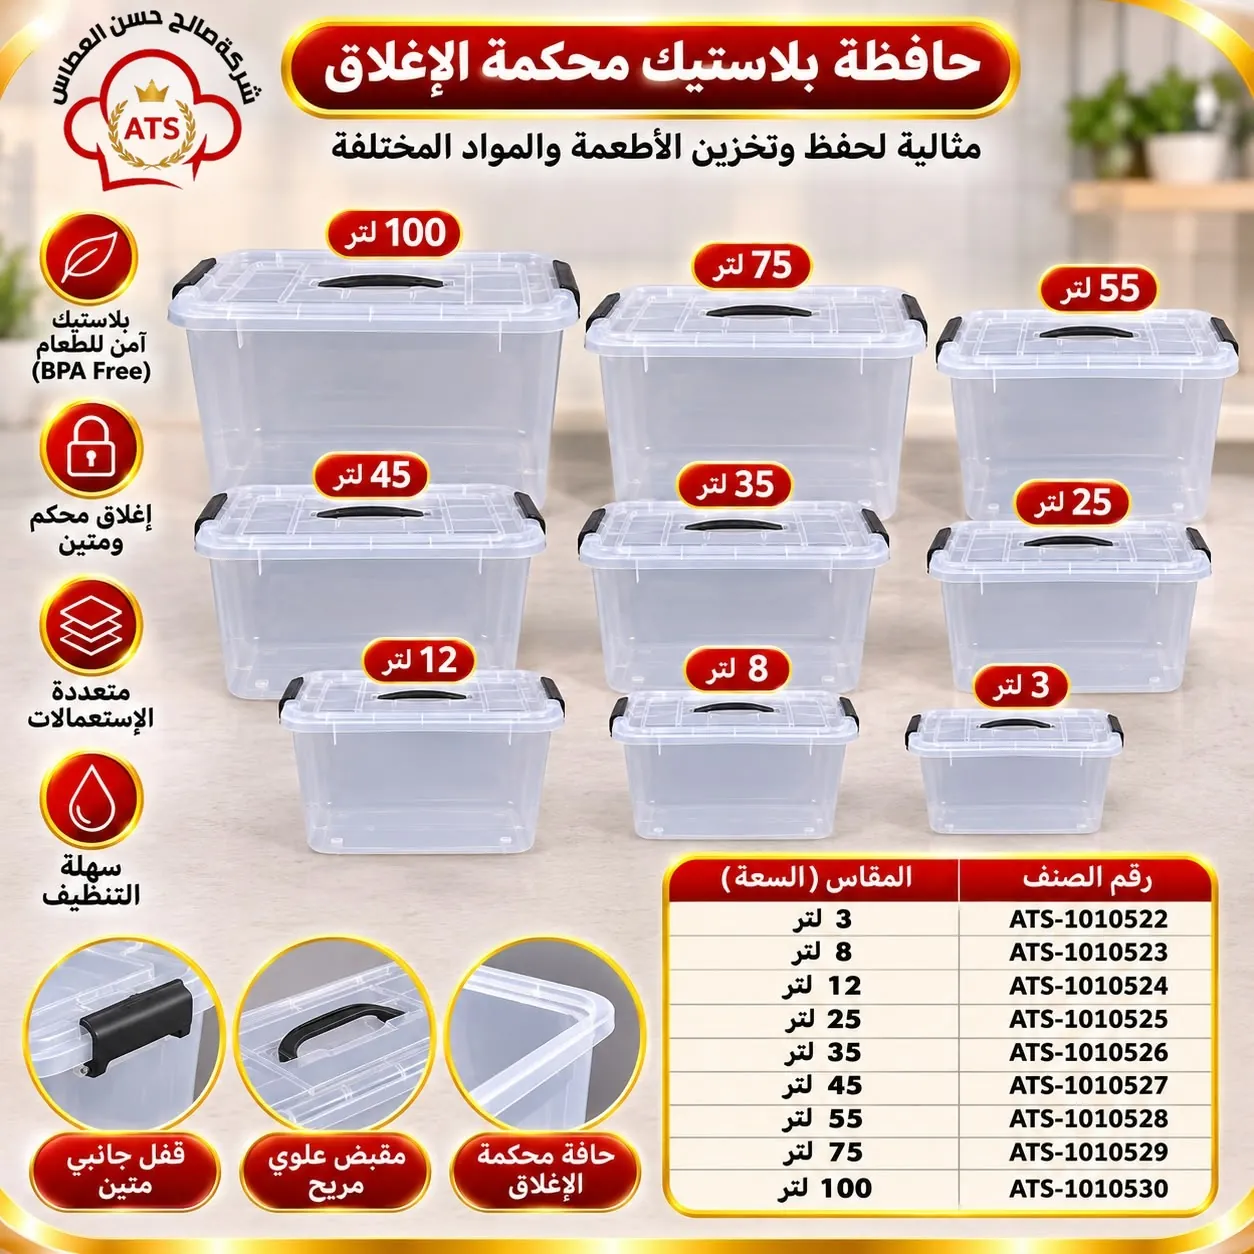 شركة صالح حسن العطاس
ATS
حافظة بلاستيك محكمة الإغلاق
مثالية لحفظ وتخزين الأطعمة والمواد المختلفة
100 لتر
75 لتر
55 لتر
45 لتر
35 لتر
25 لتر
12 لتر
8 لتر
3 لتر
بلاستيك
آمن للطعام
(BPA Free)
إغلاق محكم
ومتين
متعددة
الإستعمالات
سهلة
التنظيف
قفل جانبي
متين
مقبض علوي
مريح
حافة محكمة
الإغلاق
رقم الصنف المقاس (السعة)
ATS-1010522 3 لتر
ATS-1010523 8 لتر
ATS-1010524 12 لتر
ATS-1010525 25 لتر
ATS-1010526 35 لتر
ATS-1010527 45 لتر
ATS-1010528 55 لتر
ATS-1010529 75 لتر
ATS-1010530 100 لتر